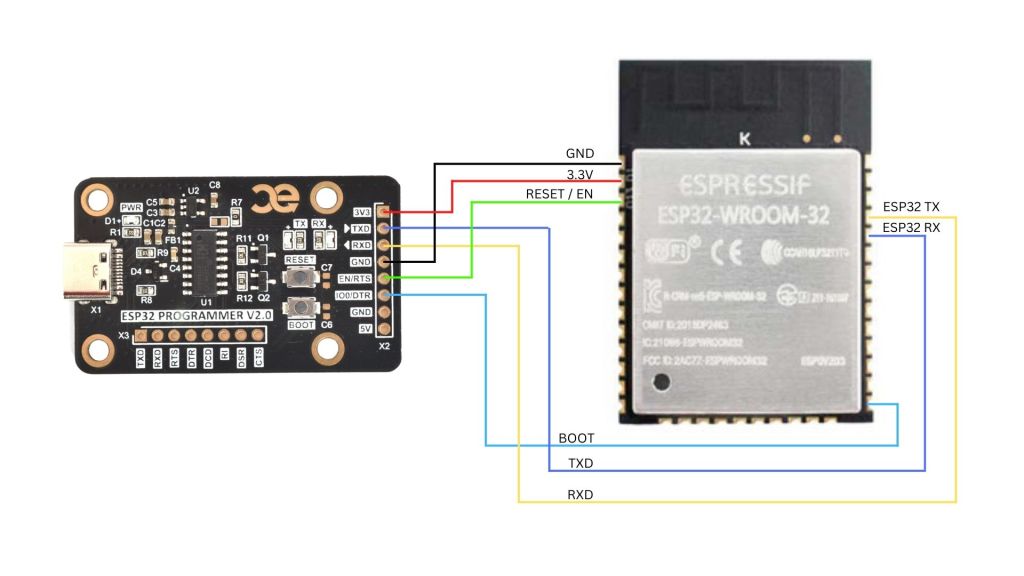 GND
3.3V
RESET / EN
ESP32 TX
ESP32 RX
BOOT
TXD
RXD
C8
U2
R7
PWR
C5
C3
D1+
R1
C1 C2
FB1
R9
C4
D4
R8
U1
R11
Q1
R12
Q2
TX
RX
RESET
C7
BOOT
C6
3V3
TXD
RXD
GND
EN/RTS
IO0/DTR
GND
5V
X2
X1
ESP32 PROGRAMMER V2.0
X3
TXD
RXD
RTS
DTR
DCD
RI
DSR
CTS
K
ESPRESSIF
ESP32-WROOM-32
Wi Fi
CE